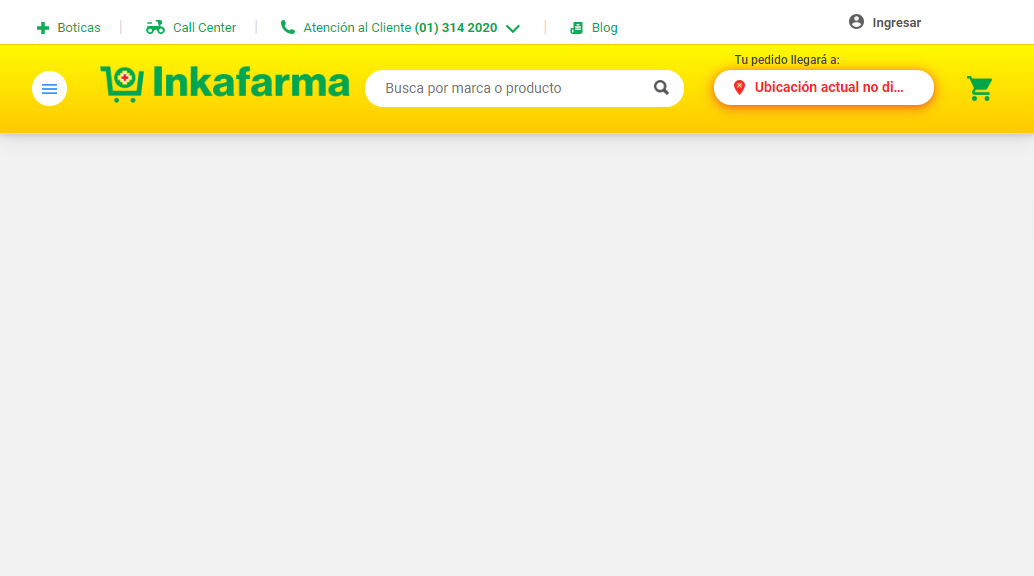 Boticas
Call Center
Atención al Cliente (01) 314 2020
Blog
Ingresar
Inkafarma
Busca por marca o producto
Tu pedido llegará a:
Ubicación actual no di...